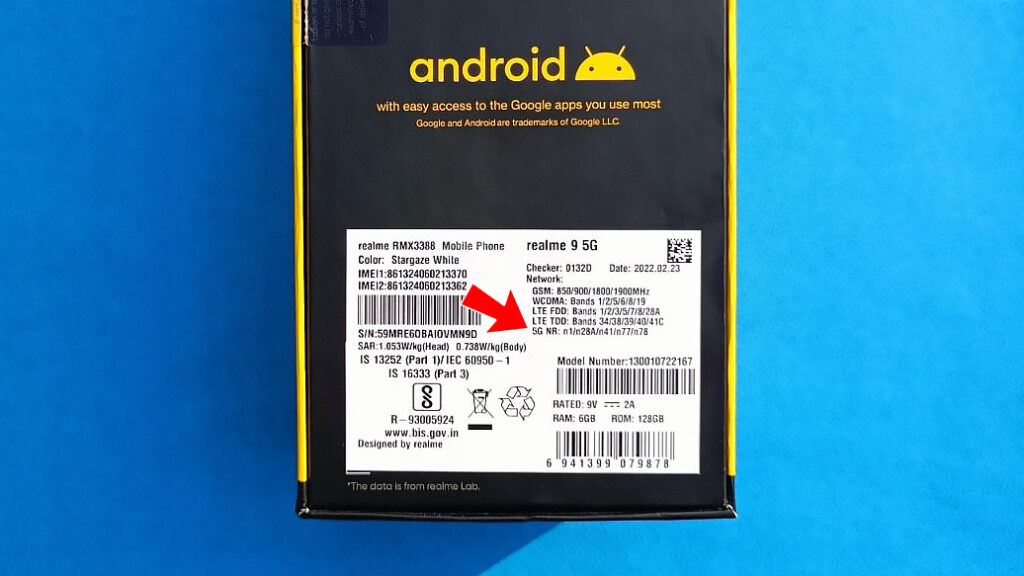 android
with easy access to the Google apps you use most
Google and Android are trademarks of Google LLC.
realme RMX3388 Mobile Phone
Color: Stargaze White
IMEI1:861324060213370
IMEI2:861324060213362
S/N:59MRE6OBAIOVMN9D
SAR:1.053W/kg(Head) 0.738W/kg(Body)
IS 13252 (Part 1)/ IEC 60950-1
IS 16333 (Part 3)
R-93005924
www.bis.gov.in
Designed by realme
realme 9 5G
Checker: 0132D Date: 2022.02.23
Network:
GSM: 850/900/1800/1900MHz
WCDMA: Bands 1/2/5/6/8/19
LTE FDD: Bands 1/2/3/5/7/8/28A
LTE TDD: Bands 34/38/39/40/41C
5G NR: n1/n28A/n41/n77/n78
Model Number:130010722167
RATED: 9V ⎓ 2A
RAM: 6GB ROM: 128GB
6 941399 079878
*The data is from realme Lab.